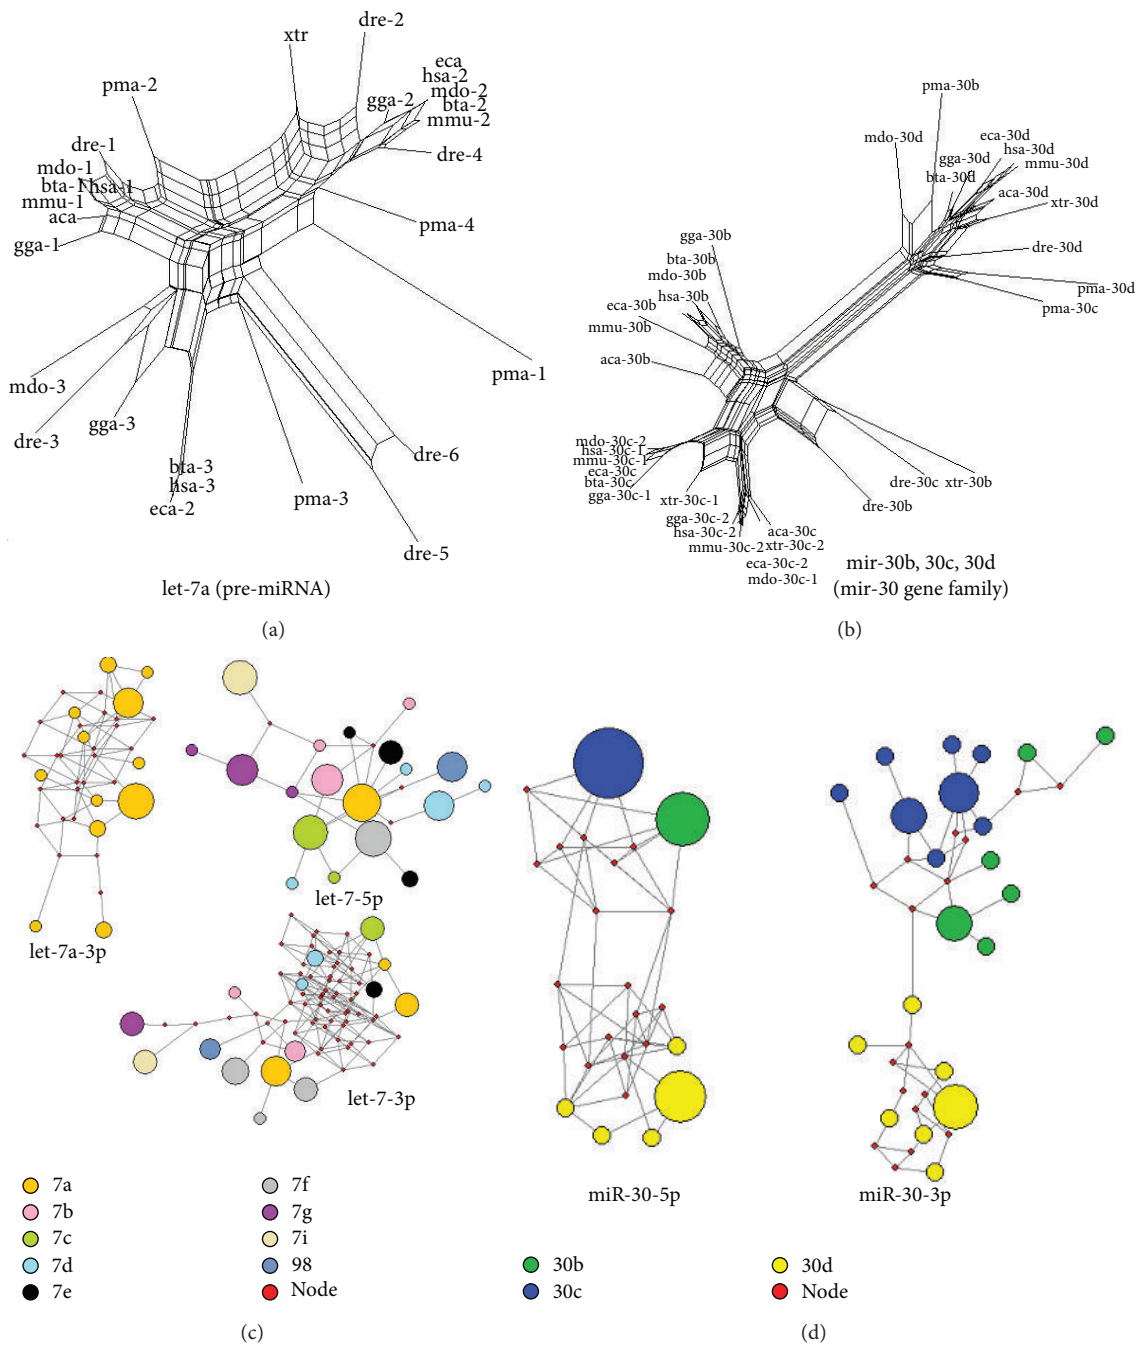 dre-2
xtr
eca
hsa-2
mdo-2
bta-2
mmu-2
gga-2
pma-2
dre-1
mdo-1
bta-1
hsa-1
mmu-1
aca
gga-1
dre-4
pma-4
pma-1
mdo-3
dre-3
gga-3
bta-3
hsa-3
eca-2
pma-3
dre-6
dre-5
let-7a (pre-miRNA)
(a)
pma-30b
mdo-30d
eca-30d
hsa-30d
mmu-30d
gga-30d
bta-30d
aca-30d
xtr-30d
dre-30d
pma-30d
pma-30c
gga-30b
bta-30b
mdo-30b
hsa-30b
eca-30b
mmu-30b
aca-30b
mdo-30c-2
hsa-30c-1
mmu-30c-1
eca-30c
bta-30c
gga-30c-1
xtr-30c-1
gga-30c-2
hsa-30c-2
mmu-30c-2
aca-30c
xtr-30c-2
eca-30c-2
mdo-30c-1
dre-30c
xtr-30b
dre-30b
mir-30b, 30c, 30d
(mir-30 gene family)
(b)
let-7a-3p
let-7-5p
let-7-3p
7a
7b
7c
7d
7e
7f
7g
7i
98
Node
(c)
miR-30-5p
miR-30-3p
30b
30c
30d
Node
(d)